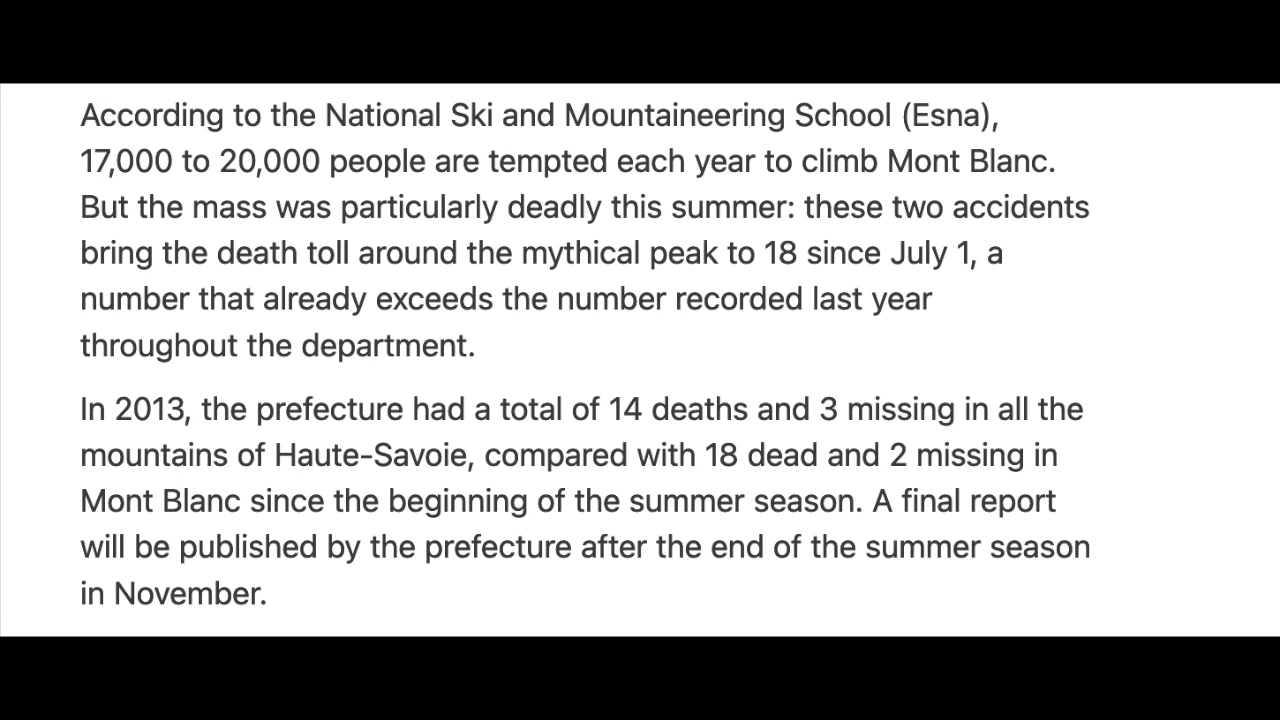 According to the National Ski and Mountaineering School (Esna),
17,000 to 20,000 people are tempted each year to climb Mont Blanc.
But the mass was particularly deadly this summer: these two accidents
bring the death toll around the mythical peak to 18 since July 1, a
number that already exceeds the number recorded last year
throughout the department.
In 2013, the prefecture had a total of 14 deaths and 3 missing in all the
mountains of Haute-Savoie, compared with 18 dead and 2 missing in
Mont Blanc since the beginning of the summer season. A final report
will be published by the prefecture after the end of the summer season
in November.